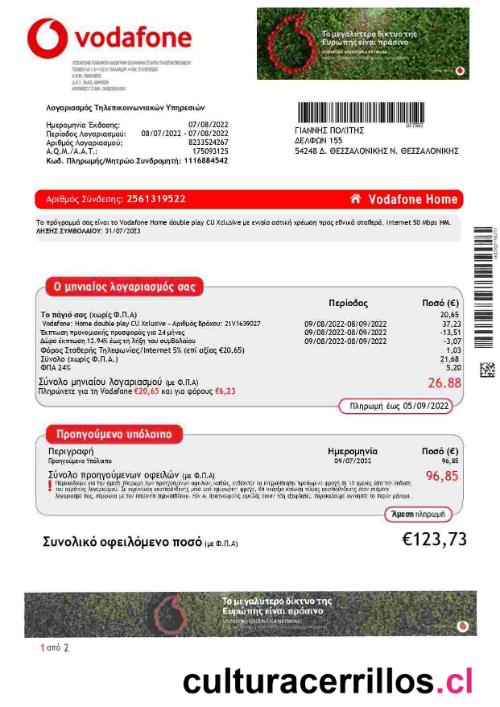 vodafone
Το μεγαλύτερο δίκτυο της
Ευρώπης είναι πράσινο
Λογαριασμός Τηλεπικοινωνιακών Υπηρεσιών
Ημερομηνία Έκδοσης: 07/08/2022
Περίοδος Λογαριασμού: 08/07/2022 - 07/08/2022
Αριθμός Λογαριασμού: 8233524267
Α.Q.M./Α.Α.Τ.: 175093125
Κωδ. Πληρωμής/Μητρώο Συνδρομητή: 1116884542
ΓΙΑΝΝΗΣ ΠΟΛΙΤΗΣ
ΔΕΛΦΩΝ 155
54248 Δ. ΘΕΣΣΑΛΟΝΙΚΗΣ Ν. ΘΕΣΣΑΛΟΝΙΚΗΣ
Αριθμός Σύνδεσης: 2561319522
Vodafone Home
Το πρόγραμμά σας είναι το Vodafone Home double play CU Xclusive με ενιαία αστική χρέωση προς εθνικά σταθερά, Internet 50 Mbps ΗΜ.
ΛΗΞΗΣ ΣΥΜΒΟΛΑΙΟΥ: 31/07/2023
Ο μηνιαίος λογαριασμός σας
Περίοδος Ποσό (€)
Το πάγιό σας (χωρίς Φ.Π.Α) 20,65
Vodafone: Home double play CU Xclusive - Αριθμός Βρόχου: 21V1639027 09/08/2022-08/09/2022 37,23
Έκπτωση προνομιακής προσφοράς για 24 μήνες 09/08/2022-08/09/2022 -13,51
Δώρο έκπτωση 12.94% έως τη λήξη του συμβολαίου 09/08/2022-08/09/2022 -3,07
Φόρος Σταθερής Τηλεφωνίας/Internet 5% (επί αξίας €20,65) 1,03
Σύνολο (χωρίς Φ.Π.Α.) 21,68
ΦΠΑ 24% 5,20
Σύνολο μηνιαίου λογαριασμού (με Φ.Π.Α) 26.88
Πληρώνετε για τη Vodafone €20,65 και για φόρους €6,23
Πληρωμή έως 05/09/2022
Προηγούμενο υπόλοιπο
Περιγραφή Ημερομηνία Ποσό (€)
Προηγούμενο Υπόλοιπο 09/07/2022 96,85
Σύνολο προηγούμενων οφειλών (με Φ.Π.Α) 96,85
Άμεση πληρωμή
Συνολικό οφειλόμενο ποσό (με Φ.Π.Α) €123,73
Το μεγαλύτερο δίκτυο της
Ευρώπης είναι πράσινο
1 από 2
culturacerrillos.cl